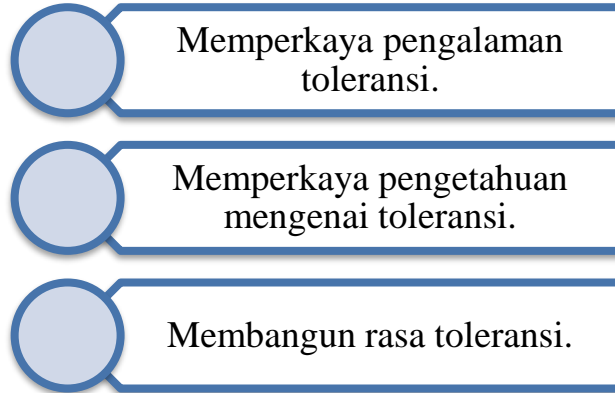 Memperkaya pengalaman
toleransi.
Memperkaya pengetahuan
mengenai toleransi.
Membangun rasa toleransi.